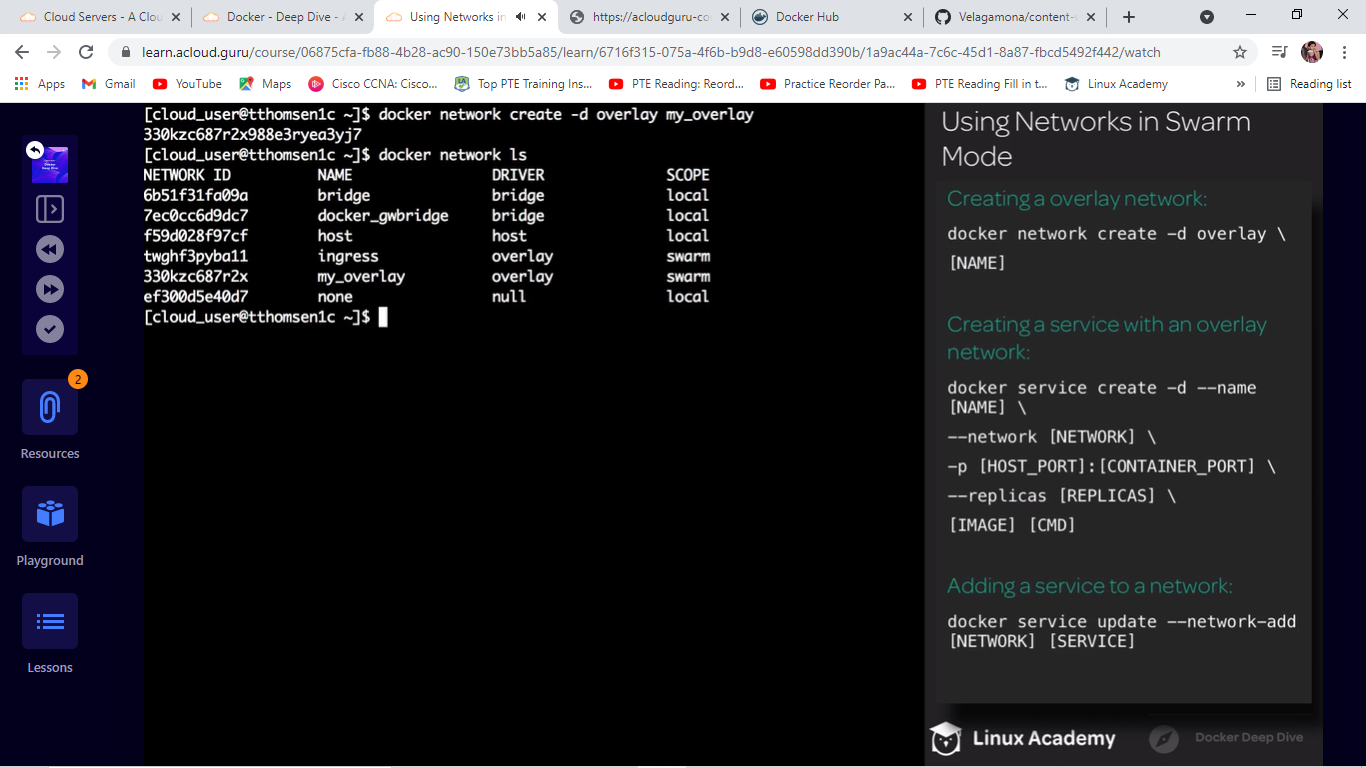 Cloud Servers - A Clou
Docker - Deep Dive - A
Using Networks in
https://acloudguru-co
Docker Hub
Velagamona/content-
learn.acloud.guru/course/06875cfa-fb88-4b28-ac90-150e73bb5a85/learn/6716f315-075a-4f6b-b9d8-e60598dd390b/1a9ac44a-7c6c-45d1-8a87-fbcd5492f442/watch
Apps
Gmail
YouTube
Maps
Cisco CCNA: Cisco...
Top PTE Training Ins...
PTE Reading: Reord...
Practice Reorder Pa...
PTE Reading Fill in t...
Linux Academy
»
Reading list
2
Resources
Playground
Lessons
[cloud_user@tthomsen1c ~]$ docker network create -d overlay my_overlay
330kzc687r2x988e3ryea3yj7
[cloud_user@tthomsen1c ~]$ docker network ls
NETWORK ID NAME DRIVER SCOPE
6b51f31fa09a bridge bridge local
7ec0cc6d9dc7 docker_gwbridge bridge local
f59d028f97cf host host local
twghf3pyba11 ingress overlay swarm
330kzc687r2x my_overlay overlay swarm
ef300d5e40d7 none null local
[cloud_user@tthomsen1c ~]$
Using Networks in Swarm
Mode
Creating a overlay network:
docker network create -d overlay \
[NAME]
Creating a service with an overlay
network:
docker service create -d --name
[NAME] \
--network [NETWORK] \
-p [HOST_PORT]:[CONTAINER_PORT] \
--replicas [REPLICAS] \
[IMAGE] [CMD]
Adding a service to a network:
docker service update --network-add
[NETWORK] [SERVICE]
Linux Academy
Docker Deep Dive